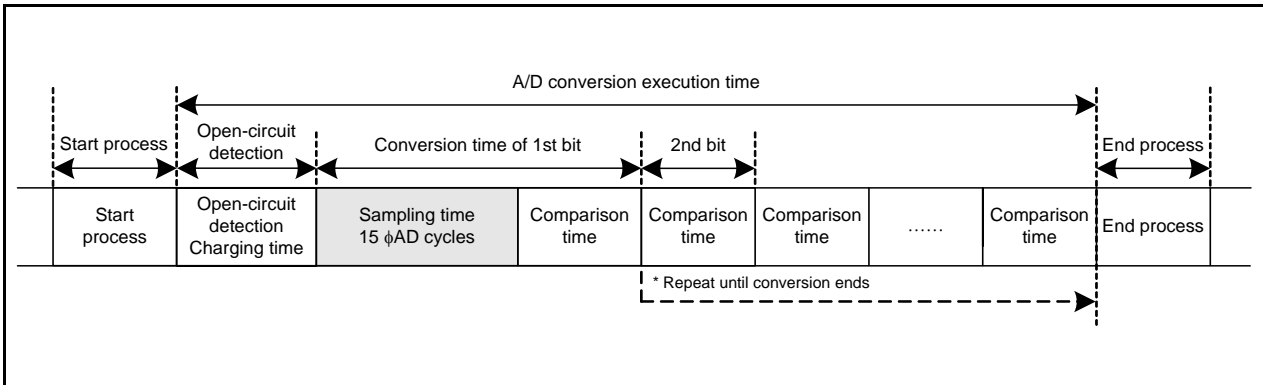 A/D conversion execution time
Start process
Open-circuit
detection
Conversion time of 1st bit
2nd bit
End process
Start
process
Open-circuit
detection
Charging time
Sampling time
15 ϕAD cycles
Comparison
time
Comparison
time
Comparison
time
……
Comparison
time
End process
* Repeat until conversion ends